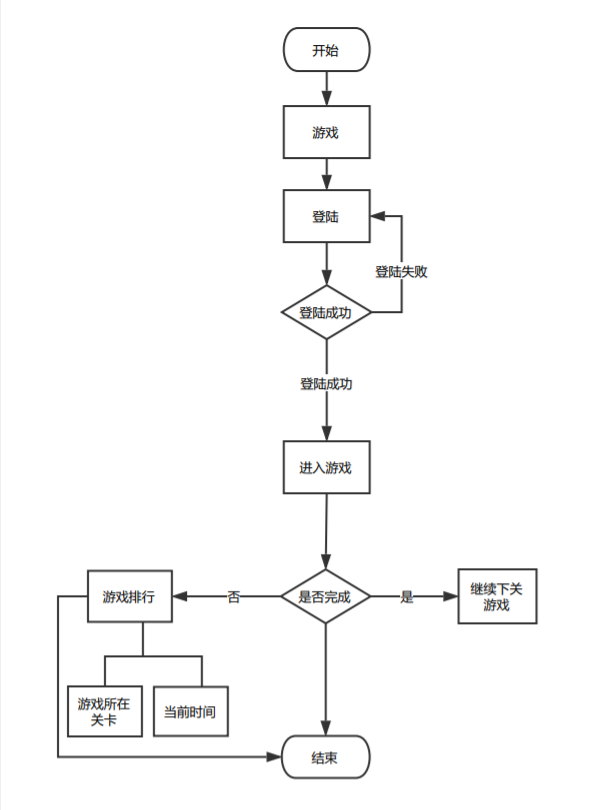 开始
游戏
登陆
登陆失败
登陆成功
登陆成功
进入游戏
游戏排行
否
是否完成
是
继续下关
游戏
游戏所在
关卡
当前时间
结束